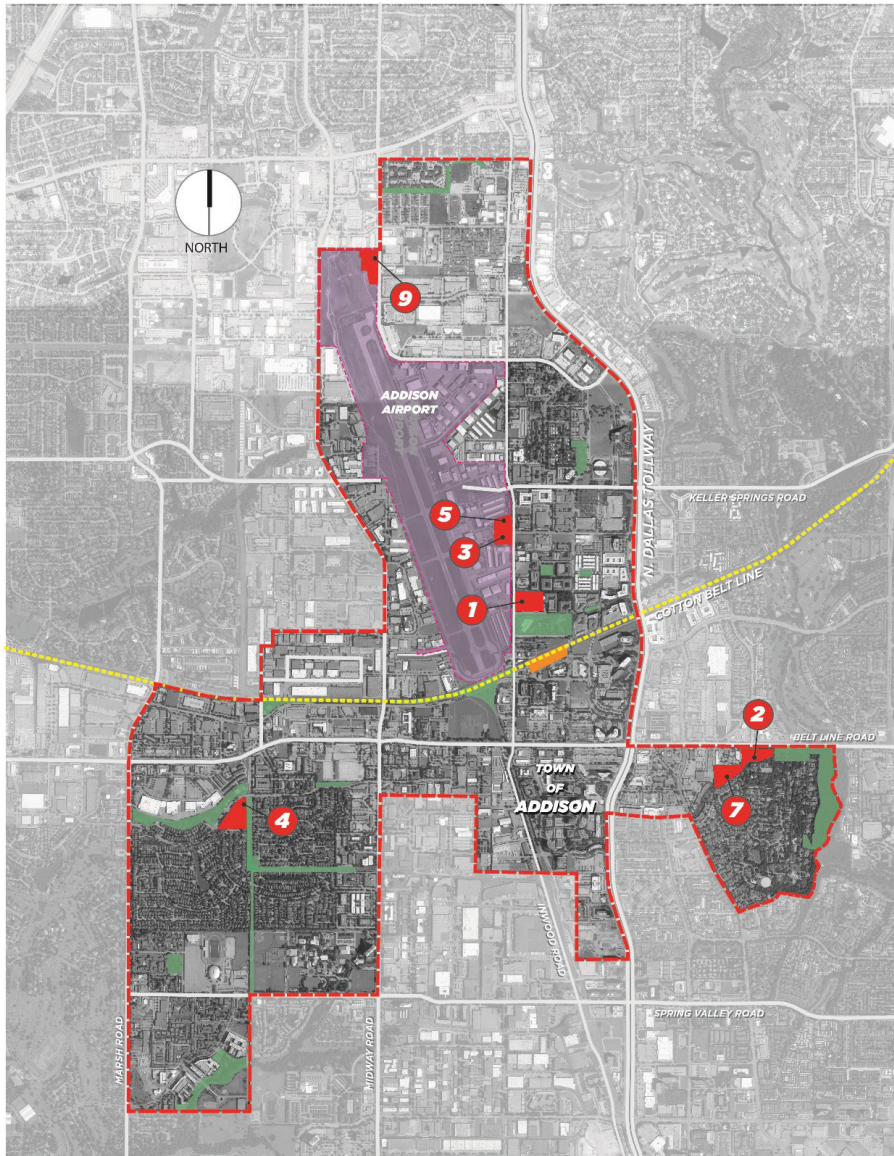 NORTH
9
ADDISON
AIRPORT
5
KELLER SPRINGS ROAD
3
N. DALLAS TOLLWAY
1
COTTON BELT LINE
2
BELT LINE ROAD
TOWN
OF
ADDISON
7
4
INWOOD ROAD
SPRING VALLEY ROAD
MARSH ROAD
MIDWAY ROAD